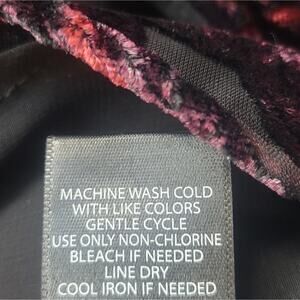 MACHINE WASH COLD
WITH LIKE COLORS
GENTLE CYCLE
USE ONLY NON-CHLORINE
BLEACH IF NEEDED
LINE DRY
COOL IRON IF NEEDED